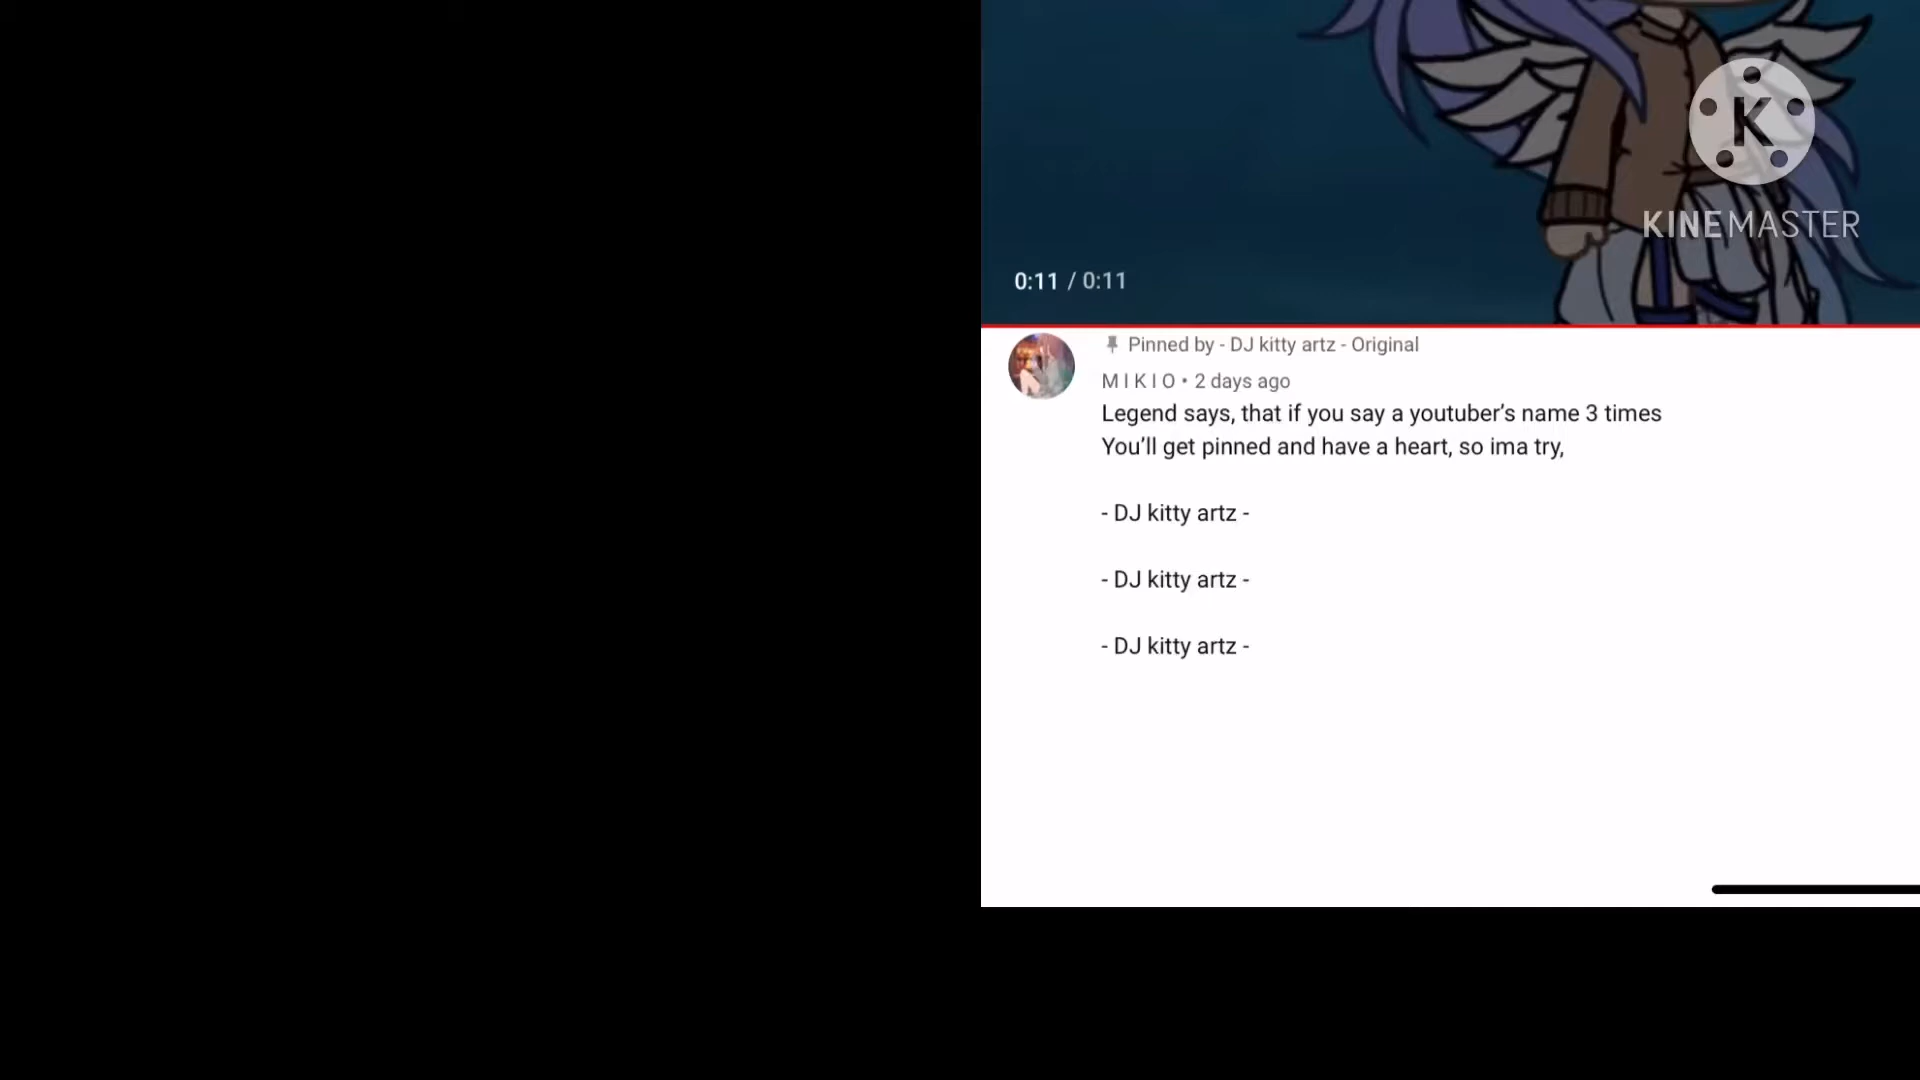 K
KINEMASTER
0:11 / 0:11
Pinned by - DJ kitty artz - Original
M I K I O • 2 days ago
Legend says, that if you say a youtuber’s name 3 times
You’ll get pinned and have a heart, so ima try,
- DJ kitty artz -
- DJ kitty artz -
- DJ kitty artz -